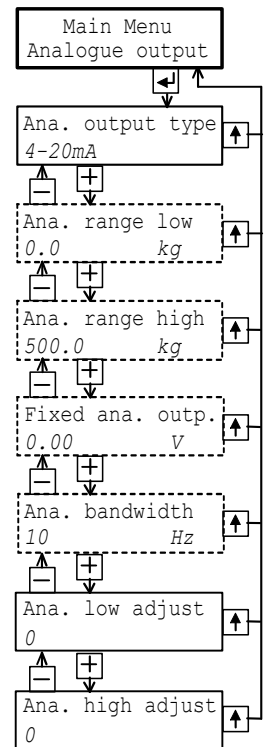 Main Menu
Analogue output
Ana. output type
4-20mA
Ana. range low
0.0 kg
Ana. range high
500.0 kg
Fixed ana. outp.
0.00 V
Ana. bandwidth
10 Hz
Ana. low adjust
0
Ana. high adjust
0